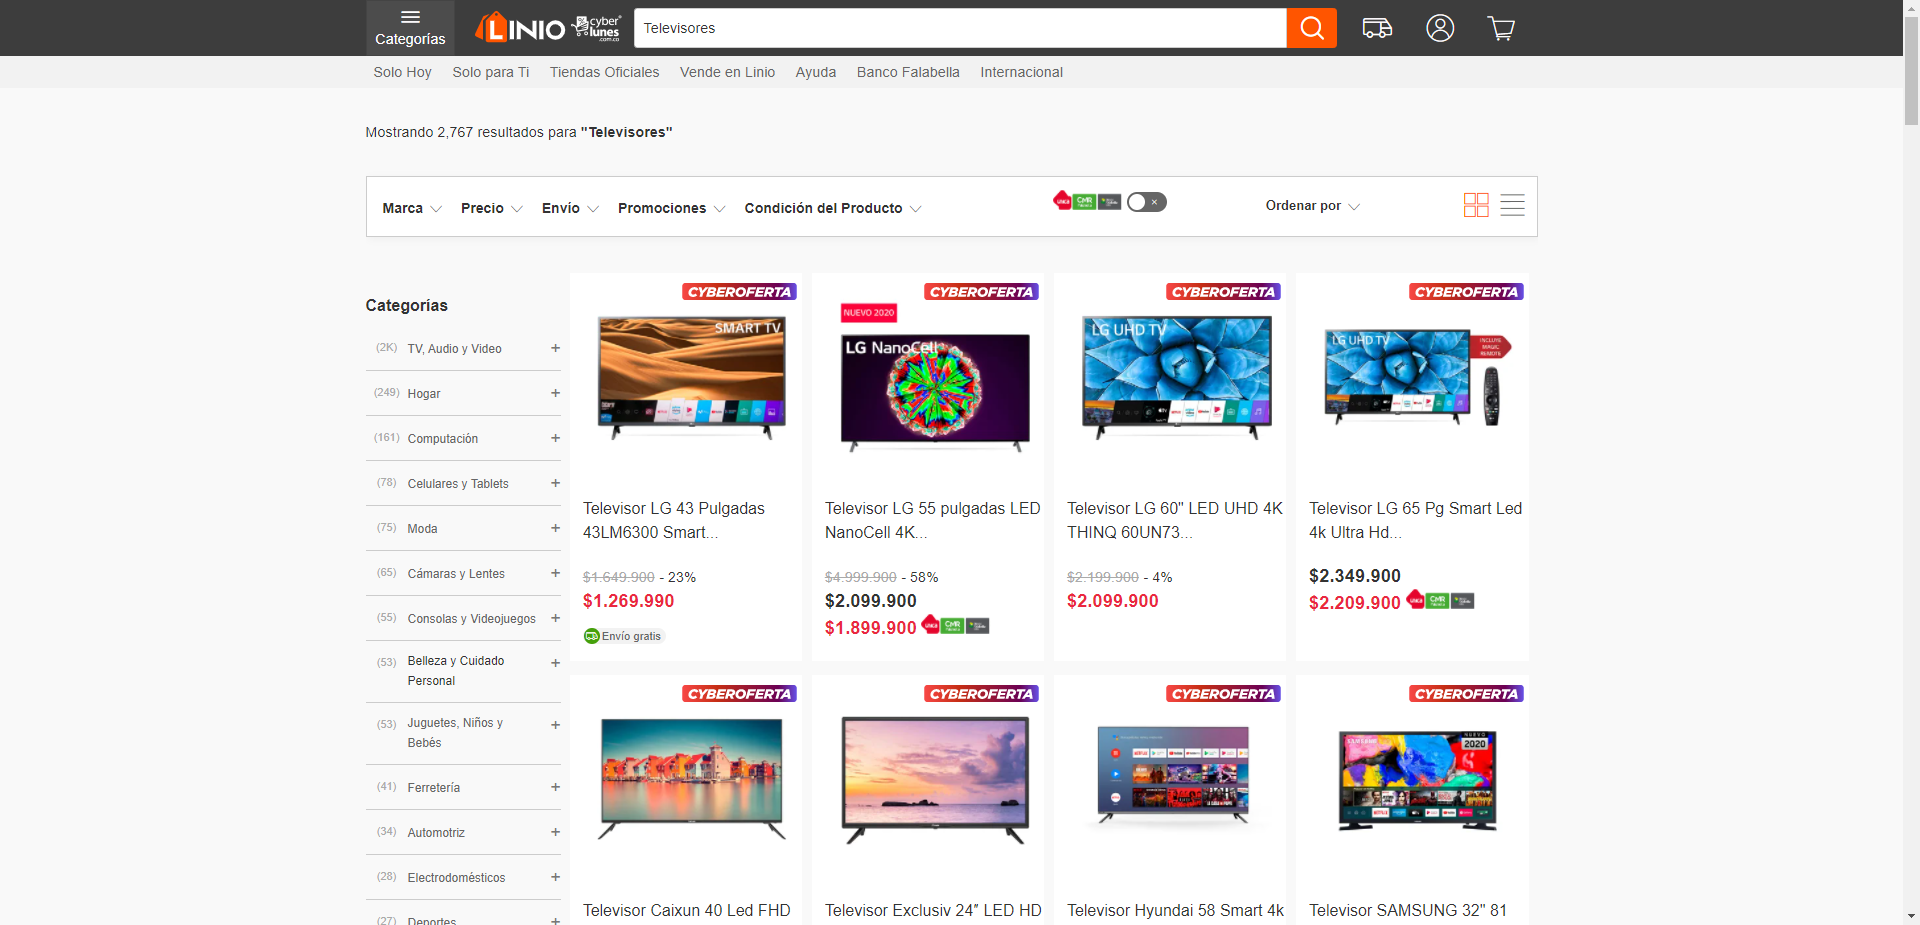 Categorías
LINIO
cyber
lunes
.com.co
Televisores
Solo Hoy
Solo para Ti
Tiendas Oficiales
Vende en Linio
Ayuda
Banco Falabella
Internacional
Mostrando 2,767 resultados para "Televisores"
Marca
Precio
Envío
Promociones
Condición del Producto
CMR
Ordenar por
Categorías
(2K) TV, Audio y Video +
(249) Hogar +
(161) Computación +
(78) Celulares y Tablets +
(75) Moda +
(65) Cámaras y Lentes +
(55) Consolas y Videojuegos +
(53) Belleza y Cuidado
Personal +
(53) Juguetes, Niños y
Bebés +
(41) Ferretería +
(34) Automotriz +
(28) Electrodomésticos +
(27) Deportes +
CYBEROFERTA
SMART TV
Televisor LG 43 Pulgadas
43LM6300 Smart...
$1.649.900 - 23%
$1.269.990
Envío gratis
CYBEROFERTA
NUEVO 2020
LG NanoCell
Televisor LG 55 pulgadas LED
NanoCell 4K...
$4.999.900 - 58%
$2.099.900
$1.899.900
CMR
CYBEROFERTA
LG UHD TV
Televisor LG 60" LED UHD 4K
THINQ 60UN73...
$2.199.900 - 4%
$2.099.900
CYBEROFERTA
LG UHD TV
INCLUYE
MAGIC
REMOTE
Televisor LG 65 Pg Smart Led
4k Ultra Hd...
$2.349.900
$2.209.900
CMR
CYBEROFERTA
Televisor Caixun 40 Led FHD
CYBEROFERTA
Televisor Exclusiv 24″ LED HD
CYBEROFERTA
Televisor Hyundai 58 Smart 4k
CYBEROFERTA
SAMSUNG
NUEVO
2020
Televisor SAMSUNG 32" 81